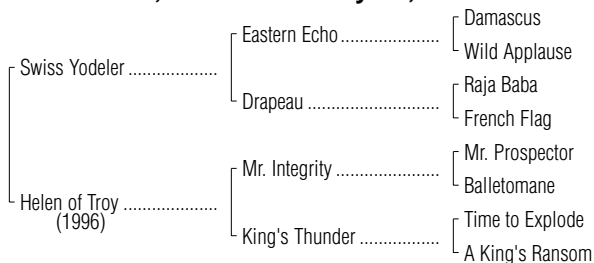 Damascus
Eastern Echo.......................
Wild Applause
Swiss Yodeler ....................
Raja Baba
Drapeau ..............................
French Flag
Mr. Prospector
Mr. Integrity ........................
Balletomane
Helen of Troy .....................
(1996)
Time to Explode
King's Thunder ..................
A King's Ransom